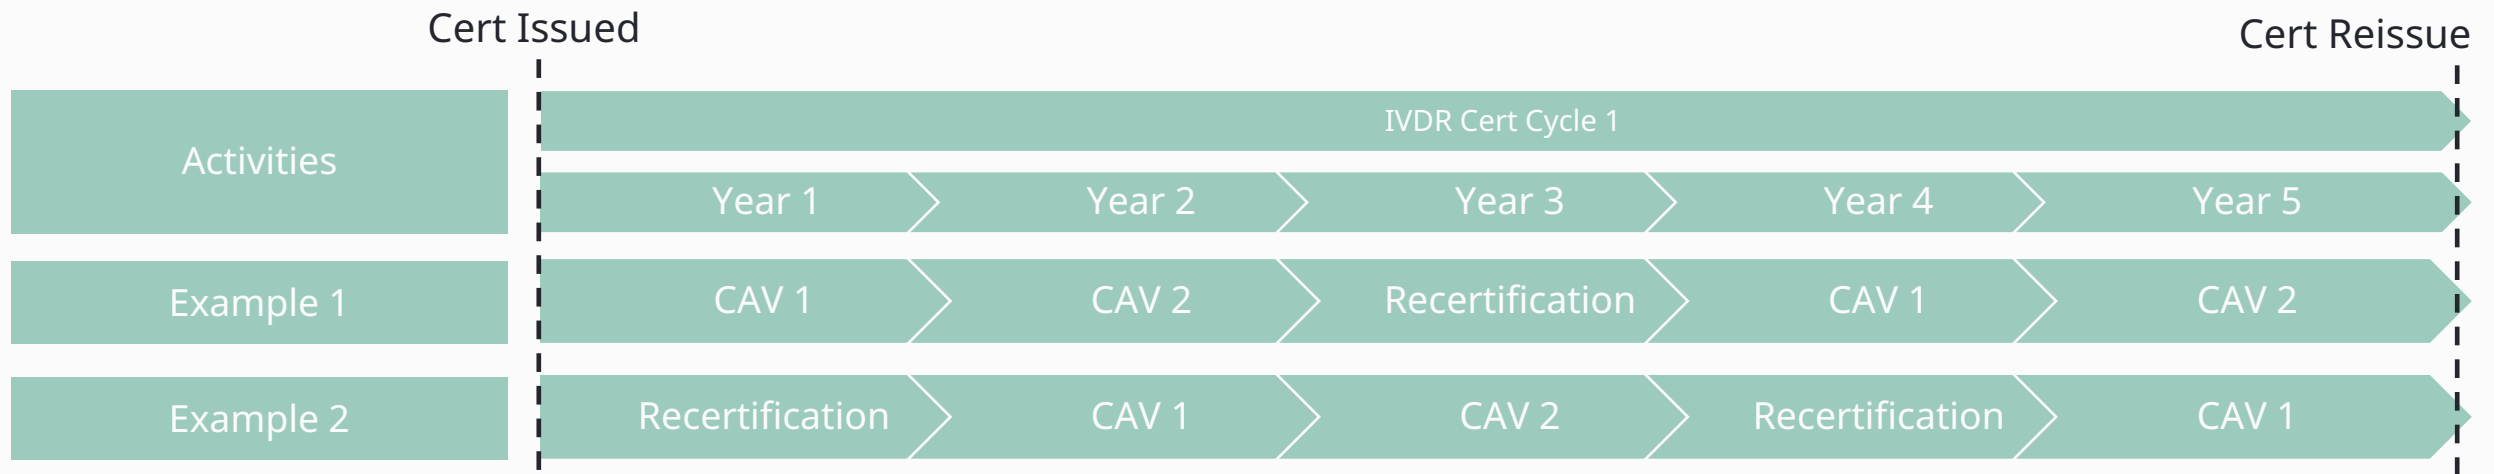 Cert Issued
Cert Reissue
Activities
IVDR Cert Cycle 1
Year 1
Year 2
Year 3
Year 4
Year 5
Example 1
CAV 1
CAV 2
Recertification
CAV 1
CAV 2
Example 2
Recertification
CAV 1
CAV 2
Recertification
CAV 1